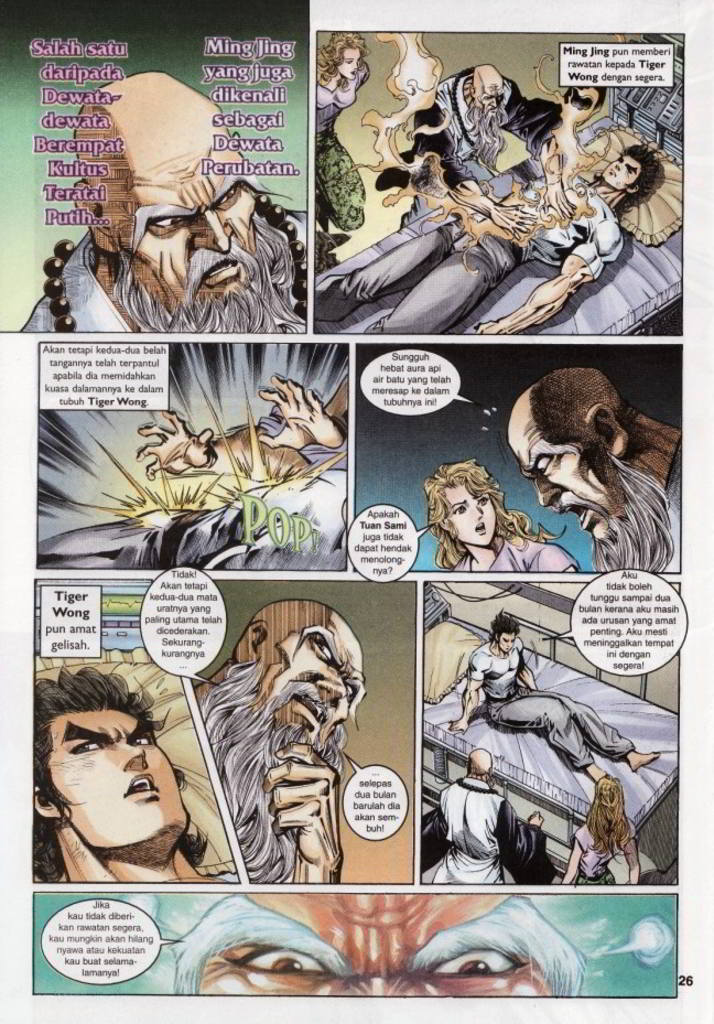 Salah satu
daripada
Dewata-
dewata
Berempat
Kultus
Teratai
Putih...
Ming Jing
yang juga
dikenali
sebagai
Dewata
Perubatan.
Ming Jing pun memberi
rawatan kepada Tiger
Wong dengan segera.
Akan tetapi kedua-dua belah
tangannya telah terpantul
apabila dia memidahkan
kuasa dalamannya ke dalam
tubuh Tiger Wong.
POP!
Sungguh
hebat aura api
air batu yang telah
meresap ke dalam
tubuhnya ini!
Apakah
Tuan Sami
juga tidak
dapat hendak
menolong-
nya?
Tiger
Wong
pun amat
gelisah.
Tidak!
Akan tetapi
kedua-dua mata
uratnya yang
paling utama telah
dicederakan.
Sekurang-
kurangnya
...
...
selepas
dua bulan
barulah dia
akan sem-
buh!
Aku
tidak boleh
tunggu sampai dua
bulan kerana aku masih
ada urusan yang amat
penting. Aku mesti
meninggalkan tempat
ini dengan
segera!
Jika
kau tidak diberi-
kan rawatan segera,
kau mungkin akan hilang
nyawa atau kekuatan
kau buat selama-
lamanya!
26